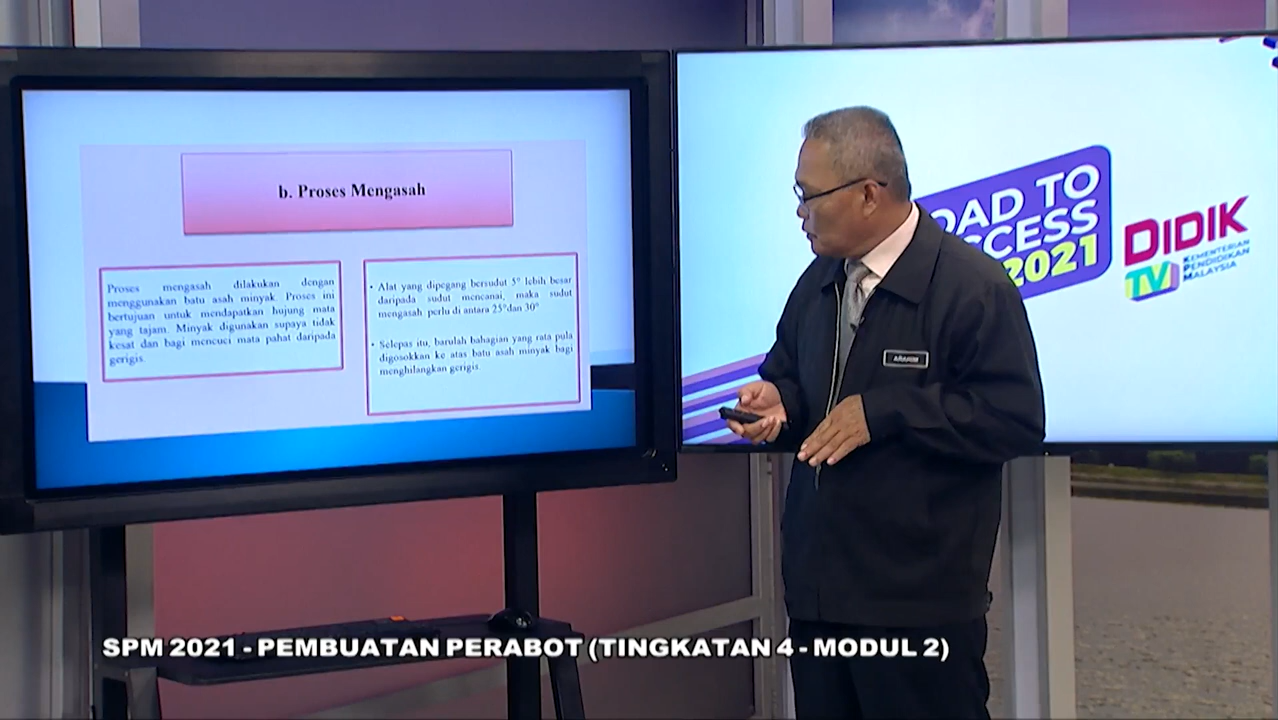 b. Proses Mengasah
Proses mengasah dilakukan dengan
menggunakan batu asah minyak. Proses ini
bertujuan untuk mendapatkan hujung mata
yang tajam. Minyak digunakan supaya tidak
kesat dan bagi mencuci mata pahat daripada
gerigis.
• Alat yang dipegang bersudut 5° lebih besar
daripada sudut mencanai, maka sudut
mengasah perlu di antara 25°dan 30°
• Selepas itu, barulah bahagian yang rata pula
digosokkan ke atas batu asah minyak bagi
menghilangkan gerigis.
OAD TO
CCESS
2021
DIDIK
TV
KEMENTERIAN
PENDIDIKAN
MALAYSIA
SPM 2021 - PEMBUATAN PERABOT (TINGKATAN 4 - MODUL 2)